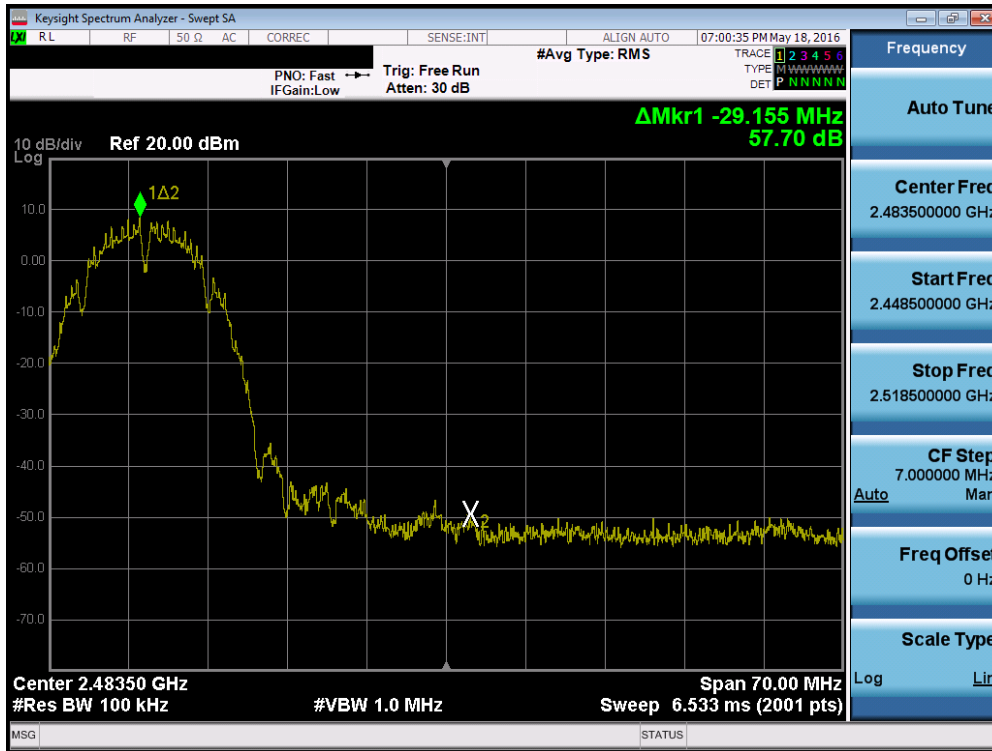 Keysight Spectrum Analyzer - Swept SA
LXI RL RF 50 Ω AC CORREC SENSE:INT ALIGN AUTO 07:00:35 PM May 18, 2016
#Avg Type: RMS
TRACE 1 2 3 4 5 6
TYPE M WWWWW
DET P N N N N N
PNO: Fast
IFGain:Low
Trig: Free Run
Atten: 30 dB
ΔMkr1 -29.155 MHz
57.70 dB
10 dB/div
Log
Ref 20.00 dBm
1Δ2
10.0
0.00
-10.0
-20.0
-30.0
-40.0
-50.0
-60.0
-70.0
X
2
Center 2.48350 GHz
Span 70.00 MHz
#Res BW 100 kHz
#VBW 1.0 MHz
Sweep 6.533 ms (2001 pts)
MSG
STATUS
Frequency
Auto Tune
Center Freq
2.483500000 GHz
Start Freq
2.448500000 GHz
Stop Freq
2.518500000 GHz
CF Step
7.000000 MHz
Auto Man
Freq Offset
0 Hz
Scale Type
Log Lin